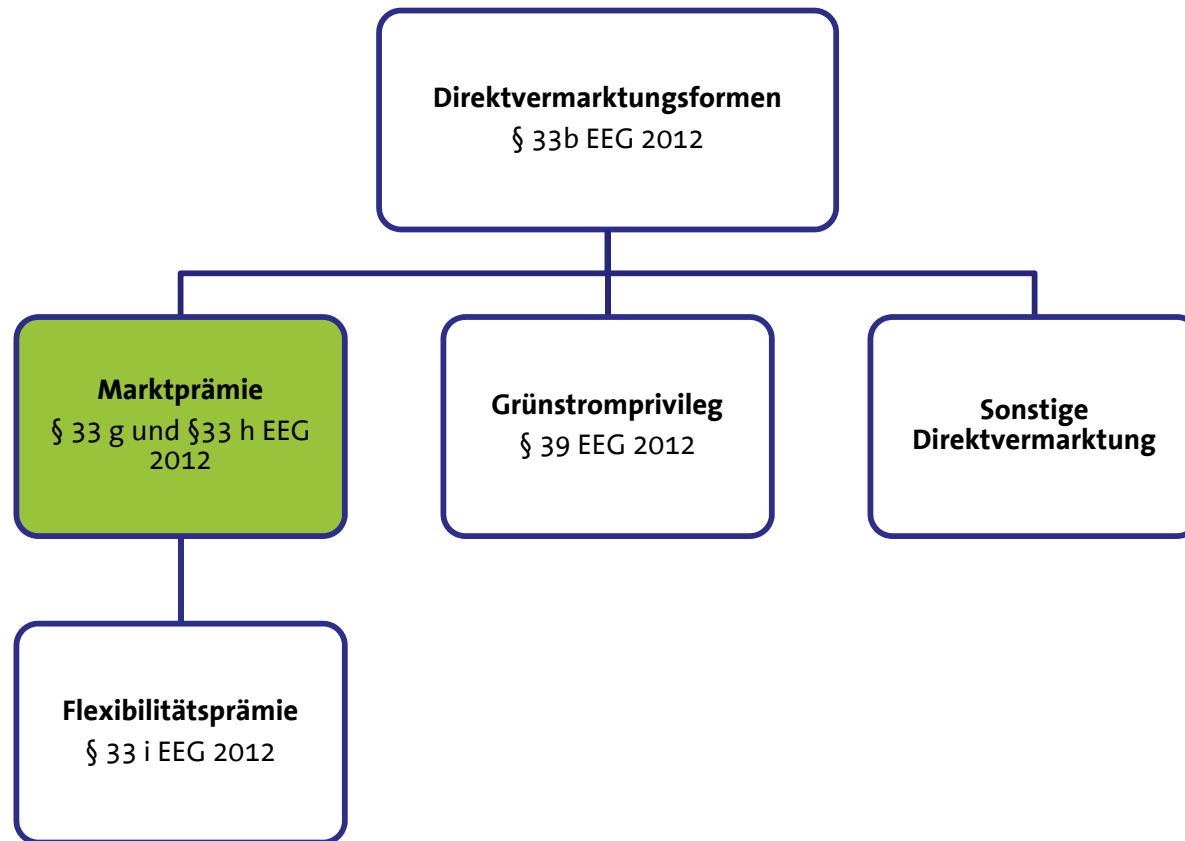 Direktvermarktungsformen
§ 33b EEG 2012
Marktprämie
§ 33 g und §33 h EEG
2012
Grünstromprivileg
§ 39 EEG 2012
Sonstige
Direktvermarktung
Flexibilitätsprämie
§ 33 i EEG 2012